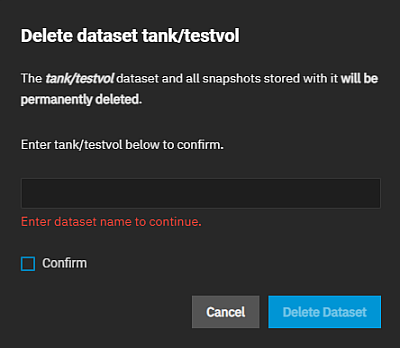 Delete dataset tank/testvol
The tank/testvol dataset and all snapshots stored with it will be
permanently deleted.
Enter tank/testvol below to confirm.
Enter dataset name to continue.
Confirm
Cancel Delete Dataset